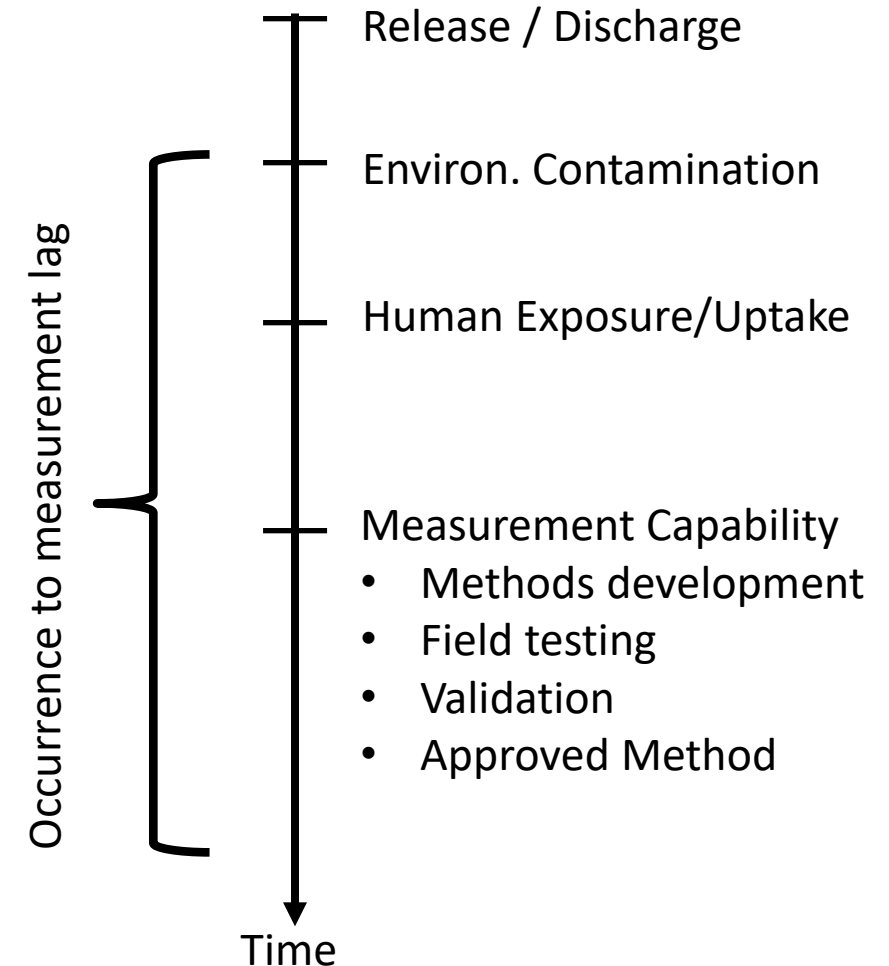 Release / Discharge
Environ. Contamination
Human Exposure/Uptake
Occurrence to measurement lag
Measurement Capability
• Methods development
• Field testing
• Validation
• Approved Method
Time